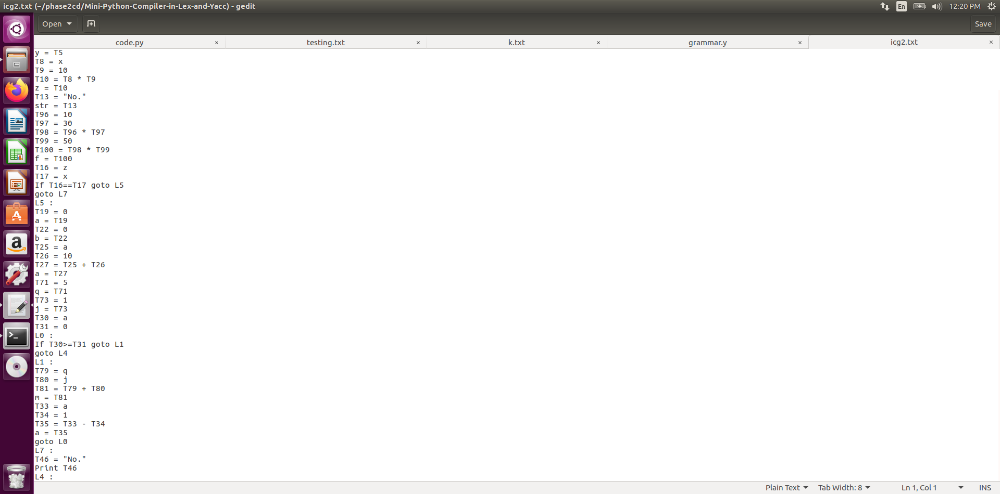 icg2.txt (~/phase2cd/Mini-Python-Compiler-in-Lex-and-Yacc) - gedit
En
12:20 PM
Open
Save
code.py
testing.txt
k.txt
grammar.y
icg2.txt
y = T5
T8 = x
T9 = 10
T10 = T8 * T9
z = T10
T13 = "No."
str = T13
T96 = 10
T97 = 30
T98 = T96 * T97
T99 = 50
T100 = T98 * T99
f = T100
T16 = z
T17 = x
If T16==T17 goto L5
goto L7
L5 :
T19 = 0
a = T19
T22 = 0
b = T22
T25 = a
T26 = 10
T27 = T25 + T26
a = T27
T71 = 5
q = T71
T73 = 1
j = T73
T30 = a
T31 = 0
L0 :
If T30>=T31 goto L1
goto L4
L1 :
T79 = q
T80 = j
T81 = T79 + T80
m = T81
T33 = a
T34 = 1
T35 = T33 - T34
a = T35
goto L0
L7 :
T46 = "No."
Print T46
L4 :
Plain Text
Tab Width: 8
Ln 1, Col 1
INS